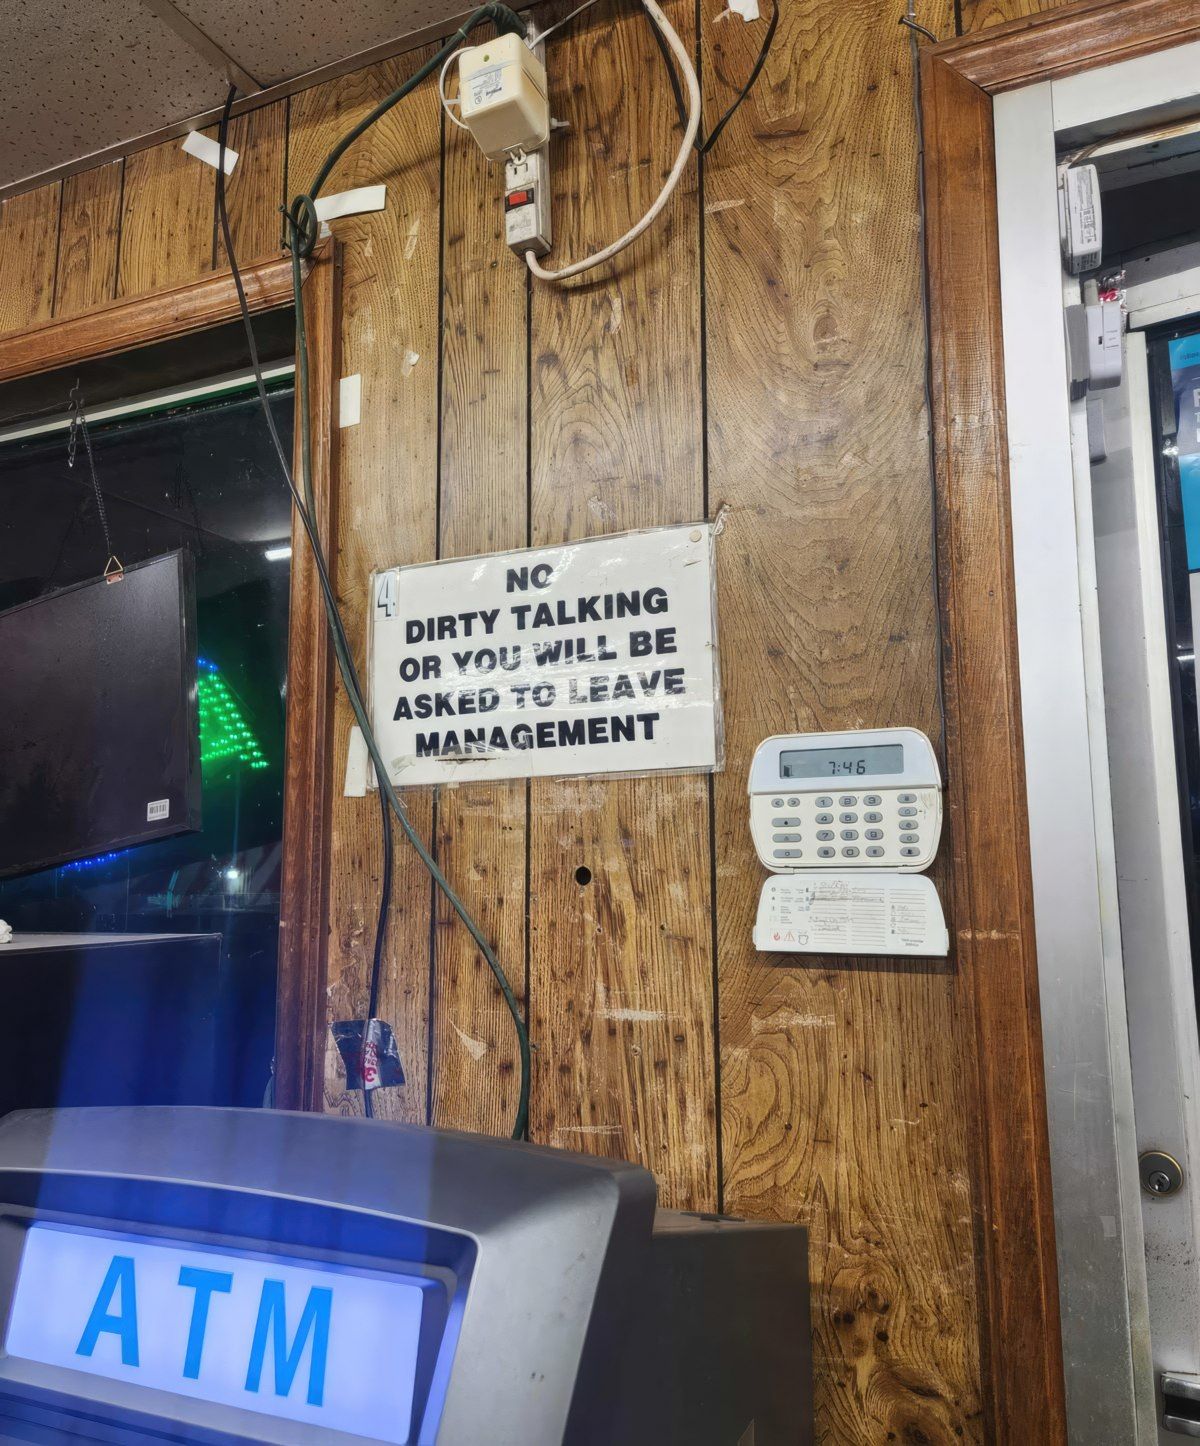 4
NO
DIRTY TALKING
OR YOU WILL BE
ASKED TO LEAVE
MANAGEMENT
7:46
ATM